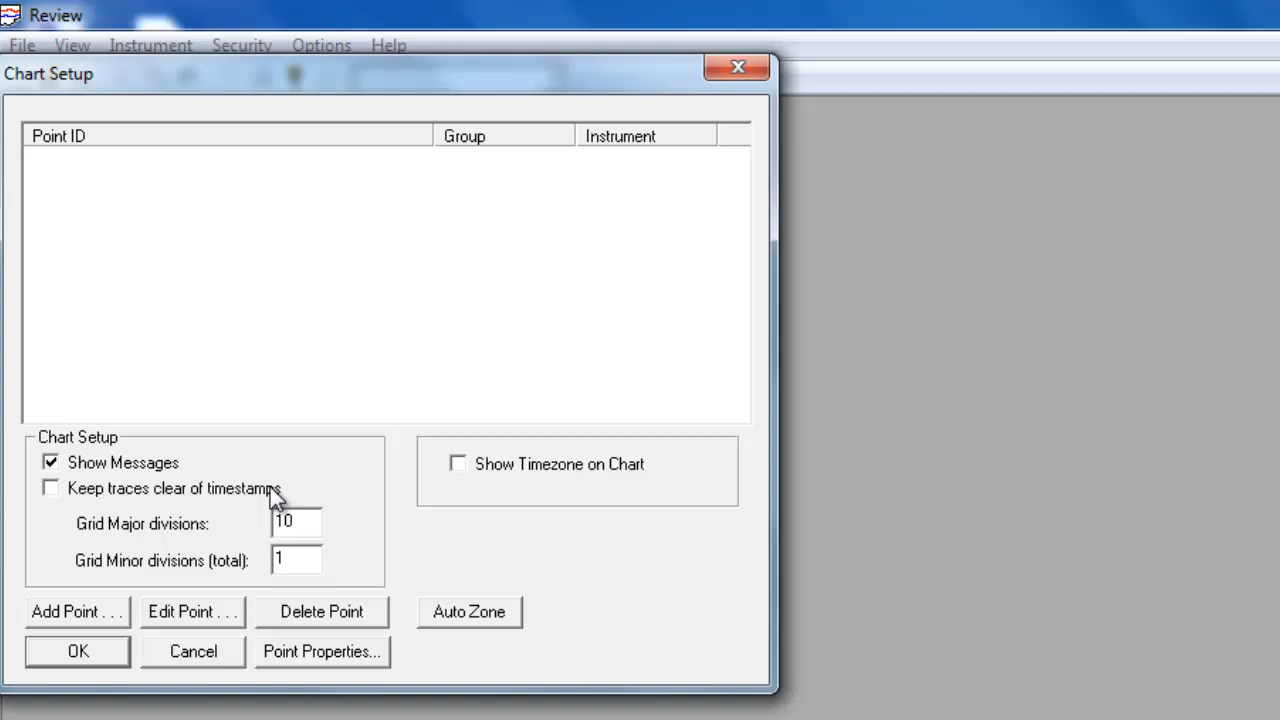 Review
File View Instrument Security Options Help
Chart Setup
Point ID Group Instrument
Chart Setup
Show Messages
Keep traces clear of timestamps
Grid Major divisions: 10
Grid Minor divisions (total): 1
Show Timezone on Chart
Add Point . . . Edit Point . . . Delete Point Auto Zone
OK Cancel Point Properties...